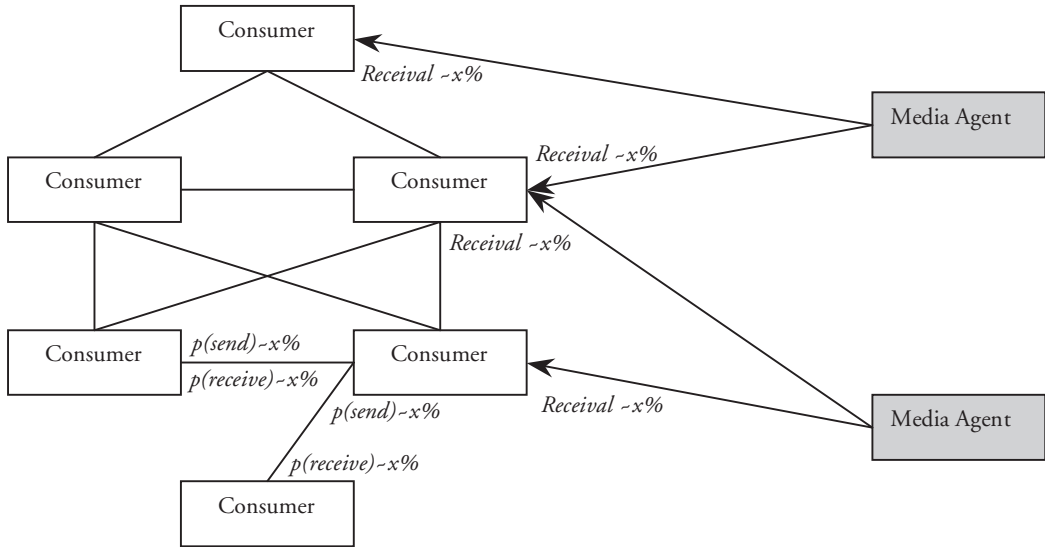 Consumer
Receival ~x%
Media Agent
Receival ~x%
Consumer
Consumer
Receival ~x%
Consumer
p(send)~x%
p(receive)~x%
Consumer
p(send)~x%
Receival ~x%
Media Agent
p(receive)~x%
Consumer